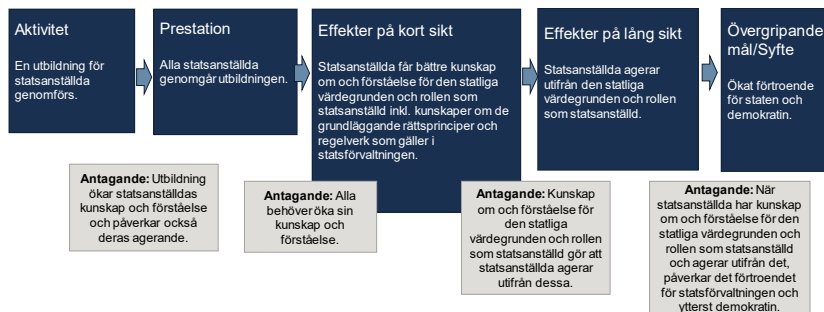 Aktivitet
En utbildning för
statsanställda
genomförs.
Prestation
Alla statsanställda
genomgår utbildningen.
Effekter på kort sikt
Statsanställda får bättre kunskap
om och förståelse för den statliga
värdegrunden och rollen som
statsanställd inkl. kunskaper om de
grundläggande rättsprinciper och
regelverk som gäller i
statsförvaltningen.
Effekter på lång sikt
Statsanställda agerar
utifrån den statliga
värdegrunden och rollen
som statsanställd.
Övergripande
mål/Syfte
Ökat förtroende
för staten och
demokratin.
Antagande: Utbildning
ökar statsanställdas
kunskap och förståelse
och påverkar också
deras agerande.
Antagande: Alla
behöver öka sin
kunskap och
förståelse.
Antagande: Kunskap
om och förståelse för
den statliga
värdegrunden och rollen
som statsanställd gör att
statsanställda agerar
utifrån dessa.
Antagande: När
statsanställda har kunskap
om och förståelse för den
statliga värdegrunden och
rollen som statsanställd
och agerar utifrån det,
påverkar det förtroendet
för statsförvaltningen och
ytterst demokratin.